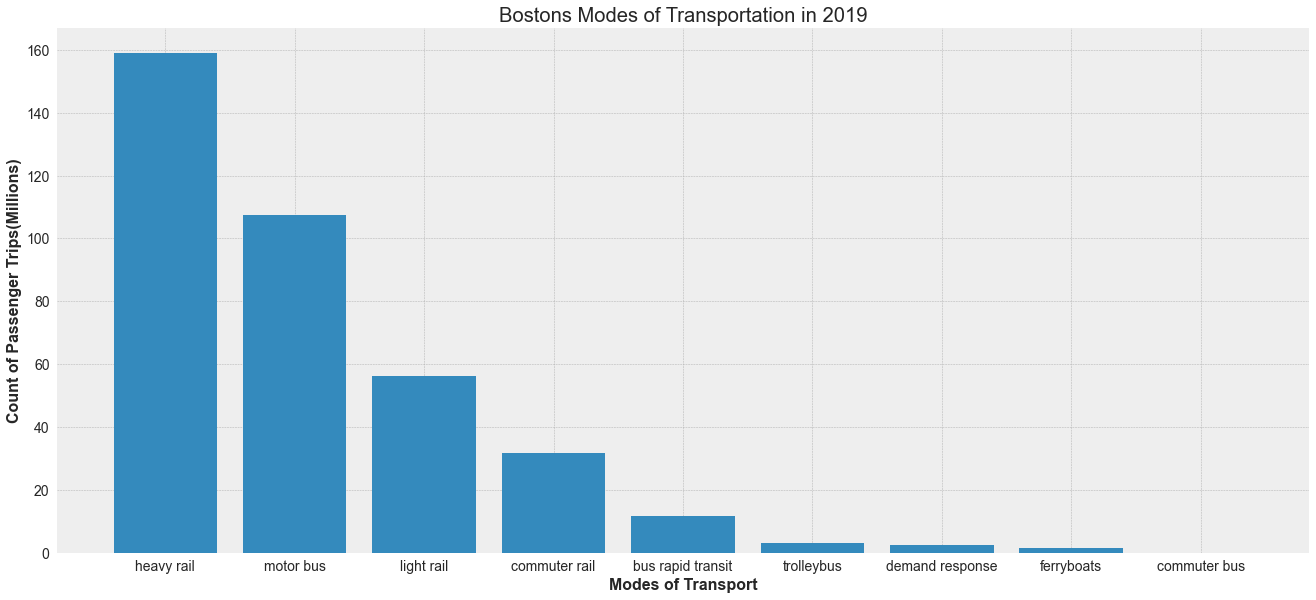 Bostons Modes of Transportation in 2019
Count of Passenger Trips(Millions)
160
140
120
100
80
60
40
20
0
heavy rail motor bus light rail commuter rail bus rapid transit trolleybus demand response ferryboats commuter bus
Modes of Transport